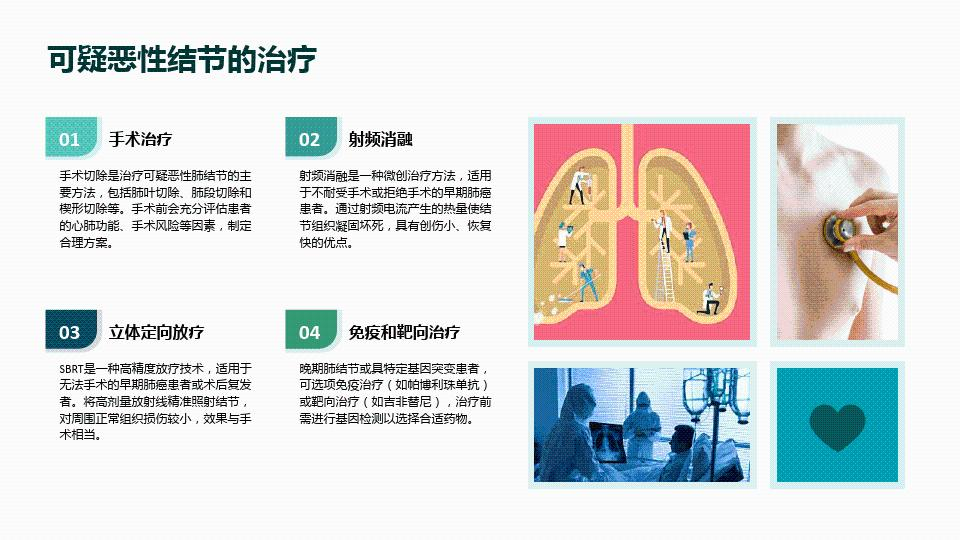 可疑恶性结节的治疗
01
手术治疗
手术切除是治疗可疑恶性肺结节的主
要方法，包括肺叶切除、肺段切除和
楔形切除等。手术前会充分评估患者
的心肺功能、手术风险等因素，制定
合理方案。
02
射频消融
射频消融是一种微创治疗方法，适用
于不耐受手术或拒绝手术的早期肺癌
患者。通过射频电流产生的热量使结
节组织凝固坏死，具有创伤小、恢复
快的优点。
03
立体定向放疗
SBRT是一种高精度放疗技术，适用于
无法手术的早期肺癌患者或术后复发
者。将高剂量放射线精准照射结节，
对周围正常组织损伤较小，效果与手
术相当。
04
免疫和靶向治疗
晚期肺结节或具特定基因突变患者，
可选项免疫治疗（如帕博利珠单抗）
或靶向治疗（如吉非替尼），治疗前
需进行基因检测以选择合适药物。